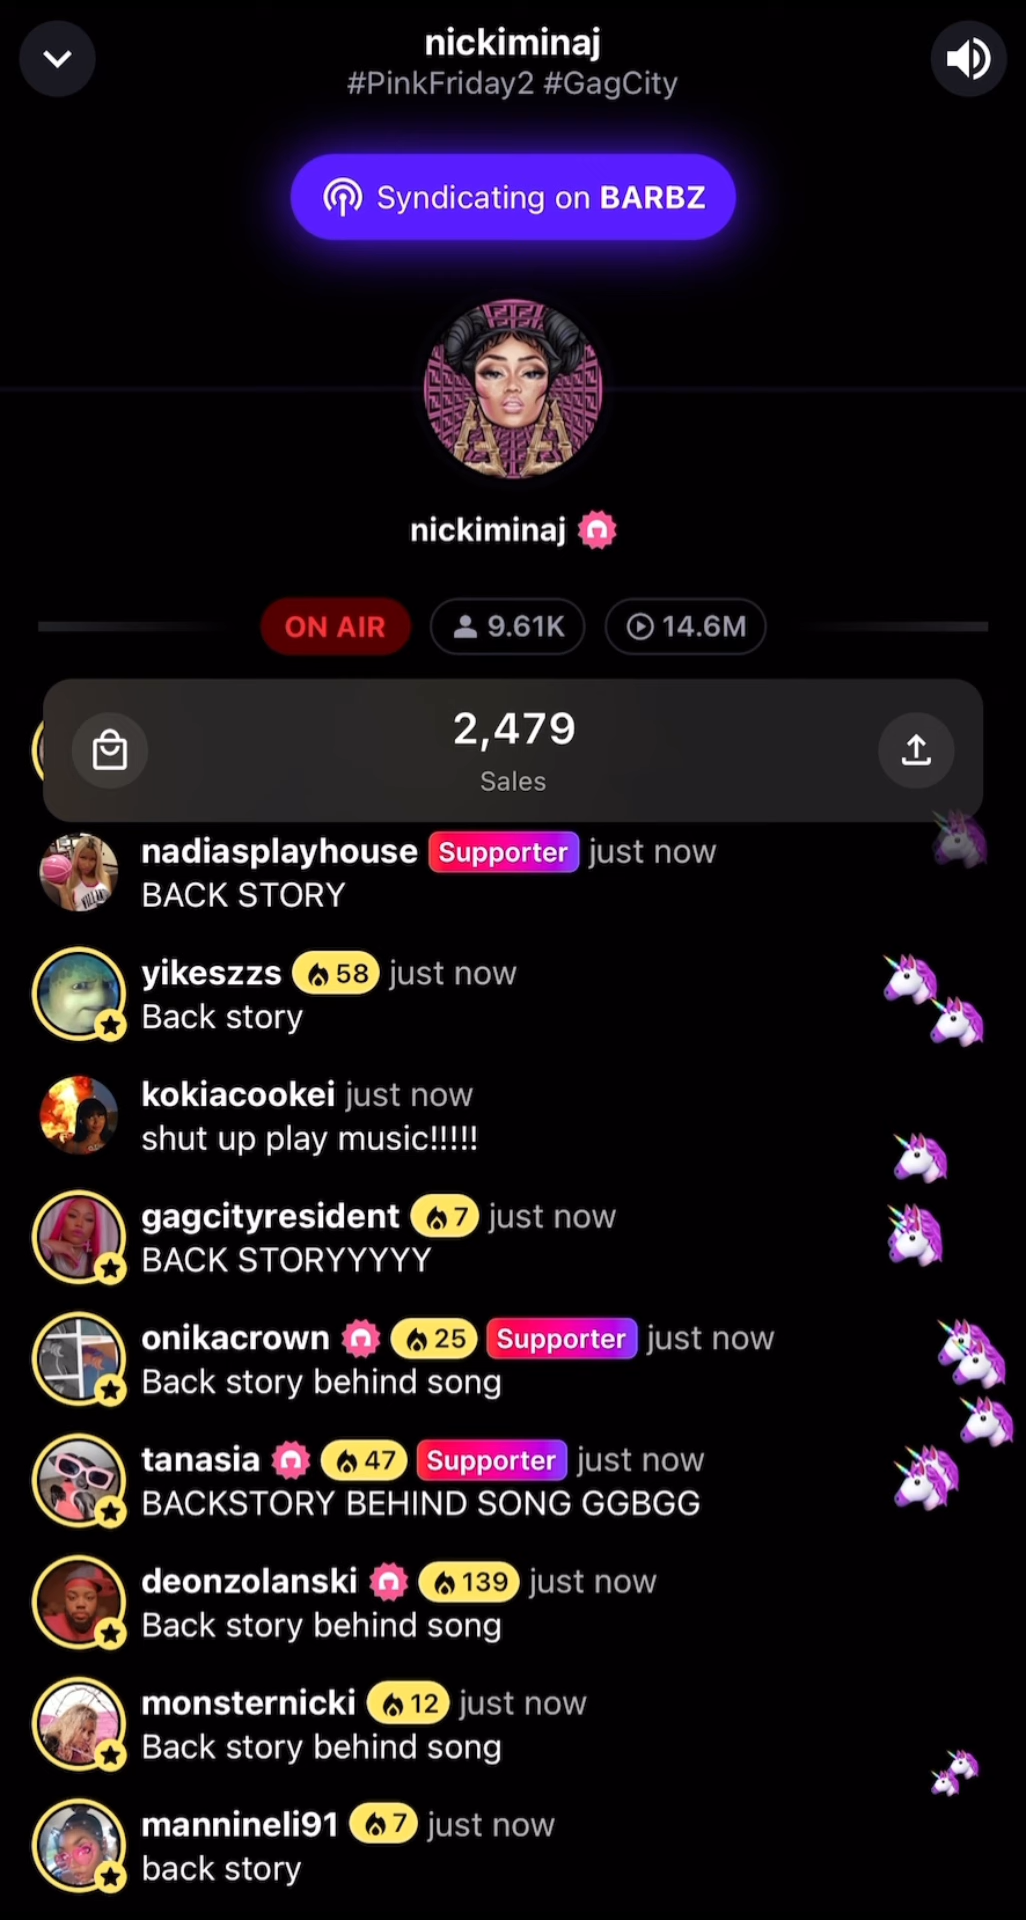 nickiminaj
#PinkFriday2 #GagCity
Syndicating on BARBZ
nickiminaj
ON AIR 9.61K 14.6M
2,479
Sales
nadiasplayhouse Supporter just now
BACK STORY
yikeszzs 58 just now
Back story
kokiacookei just now
shut up play music!!!!!
gagcityresident 7 just now
BACK STORYYYYY
onikacrown 25 Supporter just now
Back story behind song
tanasia 47 Supporter just now
BACKSTORY BEHIND SONG GGBGG
deonzolanski 139 just now
Back story behind song
monsternicki 12 just now
Back story behind song
mannineli91 7 just now
back story